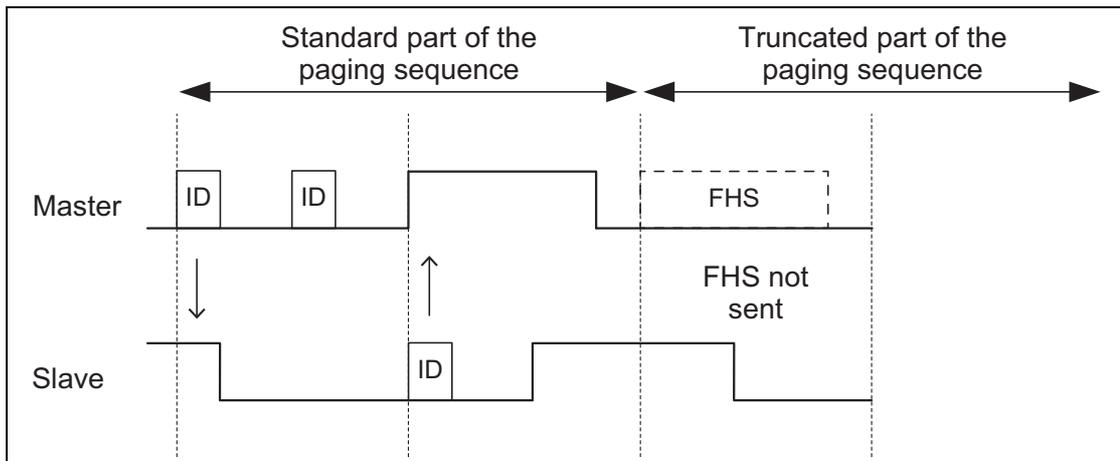 Standard part of the
paging sequence
Truncated part of the
paging sequence
Master
ID
ID
FHS
FHS not
sent
Slave
ID